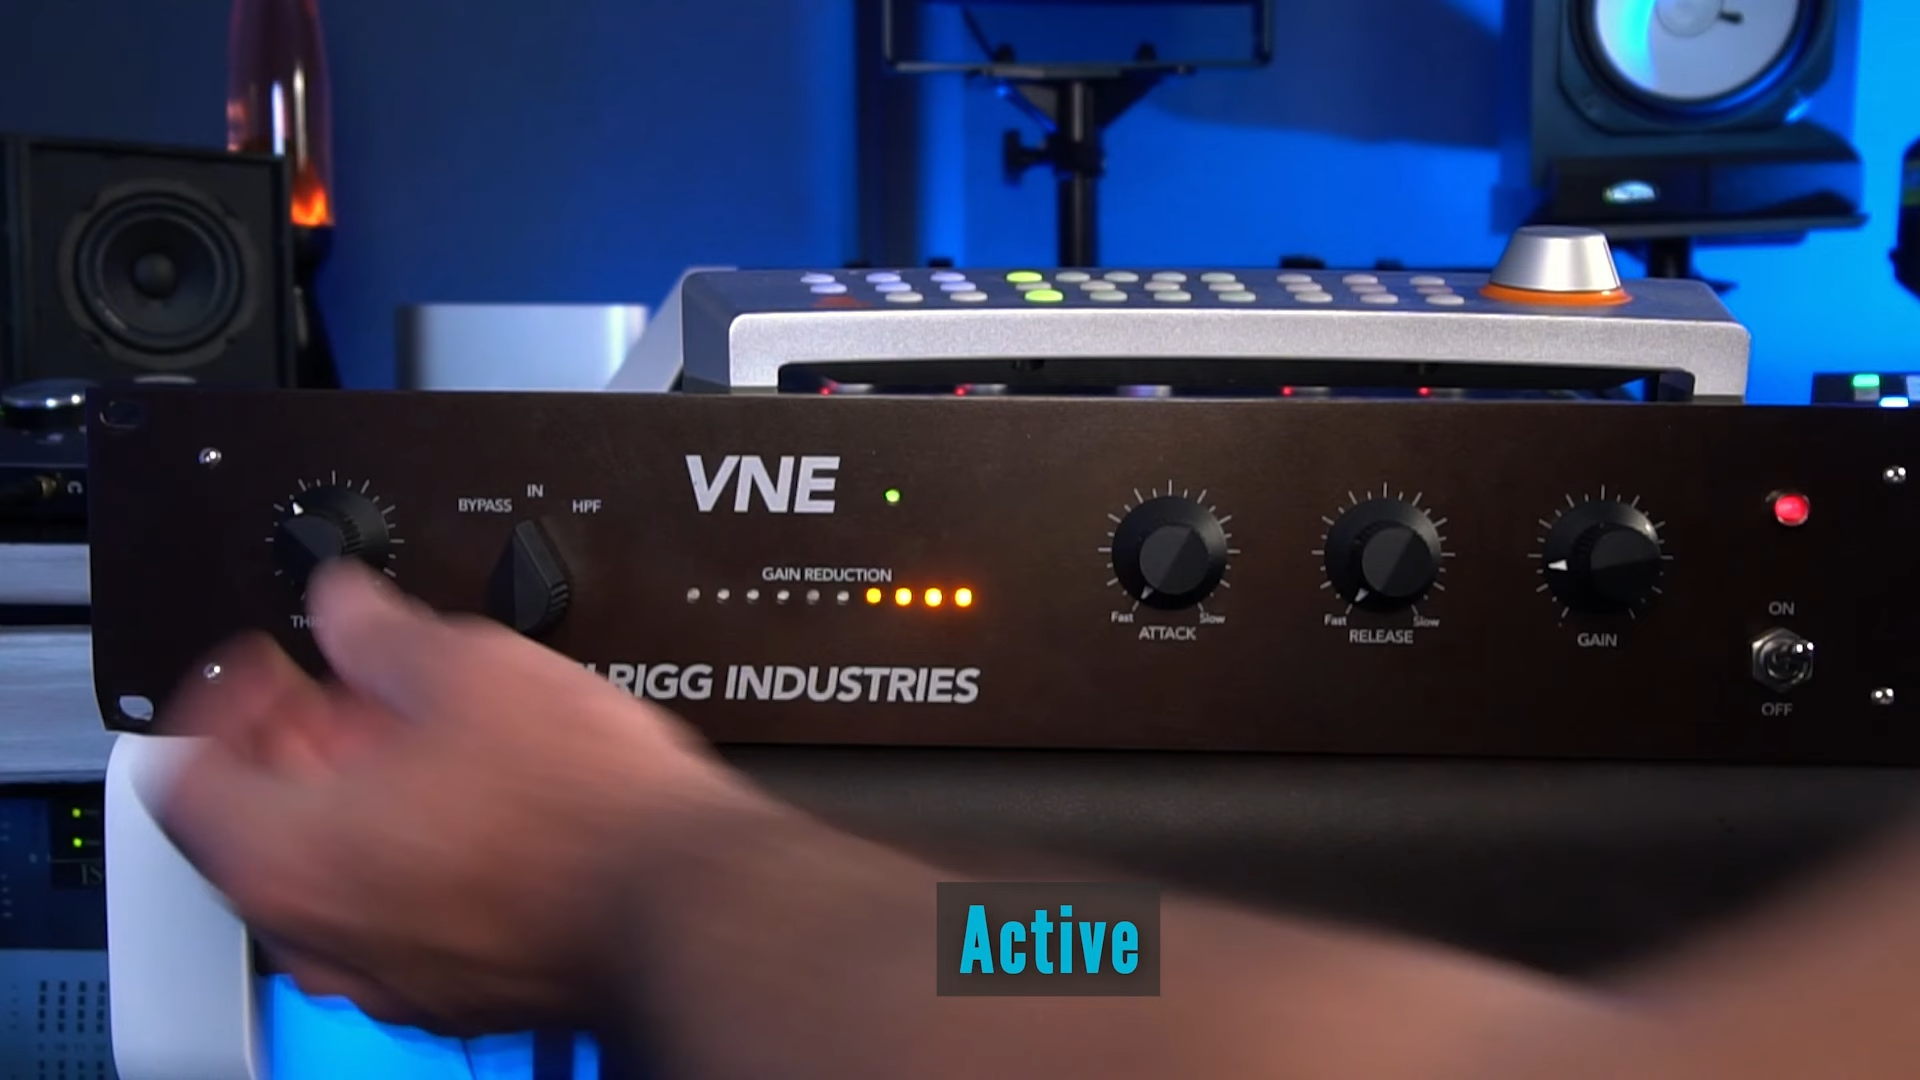 VNE
BYPASS
IN
HPF
GAIN REDUCTION
RIGG INDUSTRIES
Fast
Slow
ATTACK
Fast
Slow
RELEASE
GAIN
ON
OFF
Active